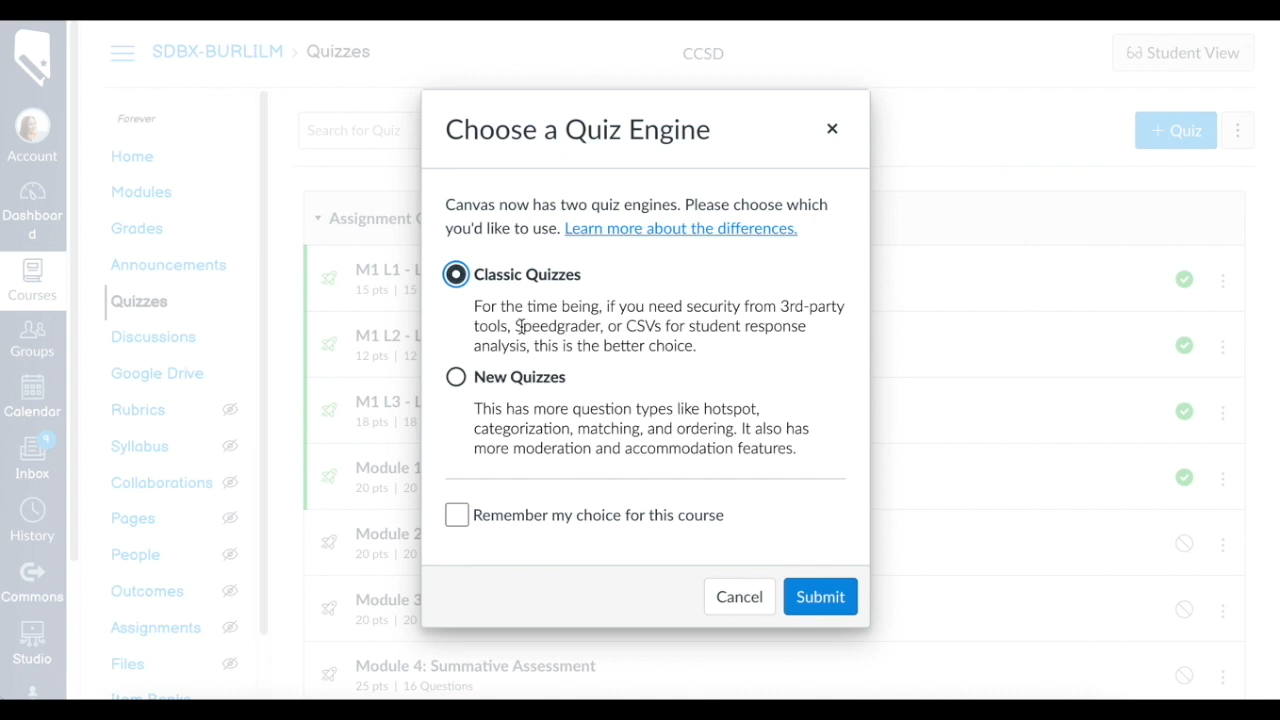 SDBX-BURLILM > Quizzes
CCSD
Student View
Account
Dashboar
d
Courses
Groups
Calendar
9
Inbox
History
Commons
Studio
Forever
Home
Modules
Grades
Announcements
Quizzes
Discussions
Google Drive
Rubrics
Syllabus
Collaborations
Pages
People
Outcomes
Assignments
Files
Item Banks
Search for Quiz
+ Quiz
Assignment
M1 L1 - L
15 pts | 15
M1 L2 - L
12 pts | 12
M1 L3 - L
18 pts | 18
Module 1
20 pts | 20
Module 2
20 pts | 20
Module 3
20 pts | 20
Module 4: Summative Assessment
25 pts | 16 Questions
Choose a Quiz Engine
Canvas now has two quiz engines. Please choose which
you'd like to use. Learn more about the differences.
Classic Quizzes
For the time being, if you need security from 3rd-party
tools, Speedgrader, or CSVs for student response
analysis, this is the better choice.
New Quizzes
This has more question types like hotspot,
categorization, matching, and ordering. It also has
more moderation and accommodation features.
Remember my choice for this course
Cancel
Submit